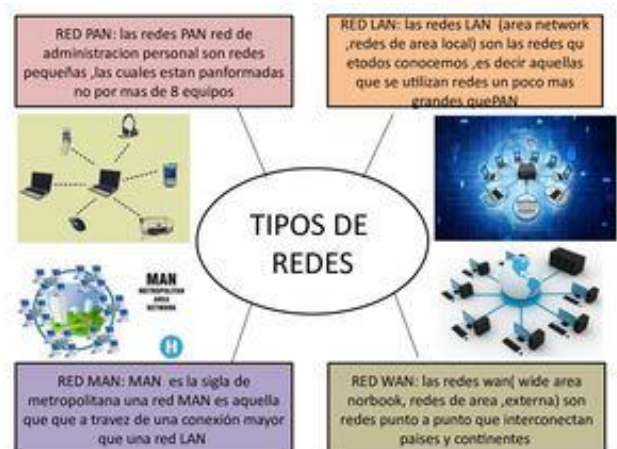 RED PAN: las redes PAN red de
administracion personal son redes
pequeñas ,las cuales estan panformadas
no por mas de 8 equipos
RED LAN: las redes LAN (area network
,redes de area local) son las redes qu
etodos conocemos ,es decir aquellas
que se utilizan redes un poco mas
grandes quePAN
TIPOS DE
REDES
MAN
METROPOLITAN
AREA
NETWORK
H
RED MAN: MAN es la sigla de
metropolitana una red MAN es aquella
que que a travez de una conexión mayor
que una red LAN
RED WAN: las redes wan( wide area
norbook, redes de area ,externa) son
redes punto a punto que interconectan
paises y continentes